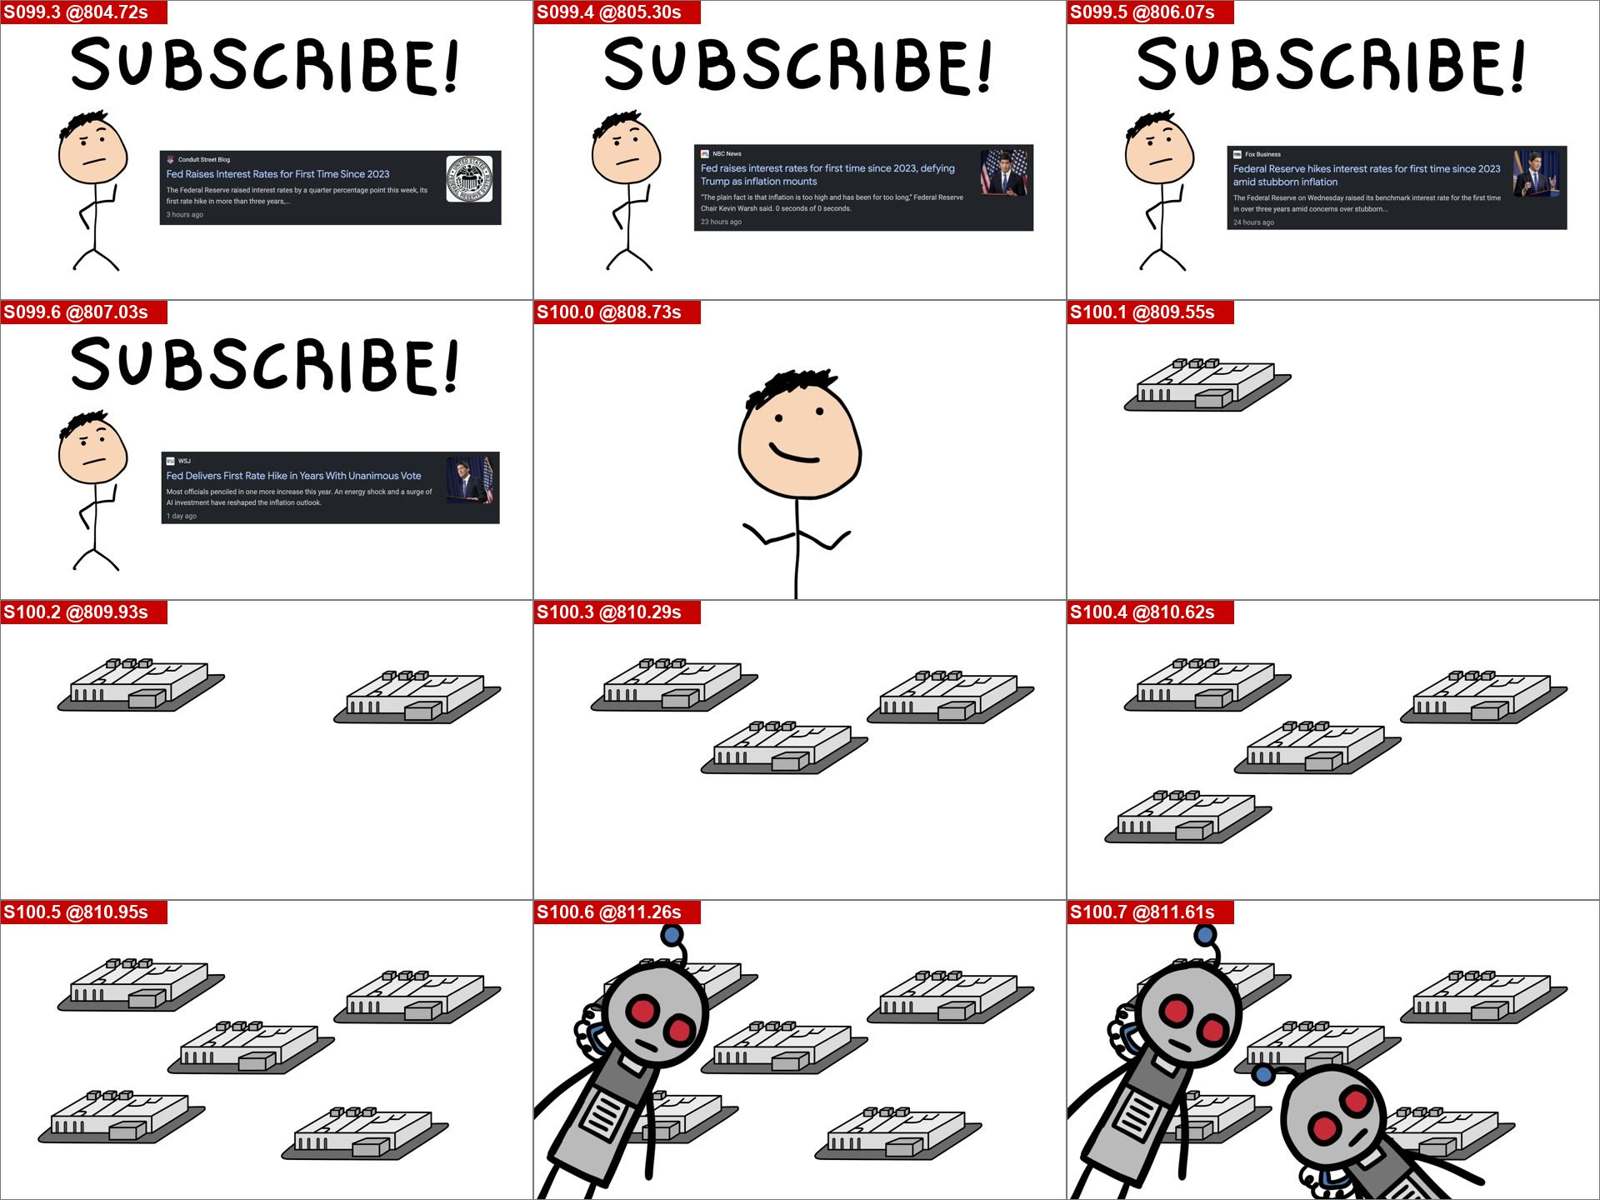 S099.3 @804.72s
SUBSCRIBE!
Conduit Street Blog
Fed Raises Interest Rates for First Time Since 2023
The Federal Reserve raised interest rates by a quarter percentage point this week, its
first rate hike in more than three years,...
3 hours ago
S099.4 @805.30s
SUBSCRIBE!
NBC News
Fed raises interest rates for first time since 2023, defying
Trump as inflation mounts
"The plain fact is that inflation is too high and has been for too long," Federal Reserve
Chair Kevin Warsh said. 0 seconds of 0 seconds.
23 hours ago
S099.5 @806.07s
SUBSCRIBE!
Fox Business
Federal Reserve hikes interest rates for first time since 2023
amid stubborn inflation
The Federal Reserve on Wednesday raised its benchmark interest rate for the first time
in over three years amid concerns over stubborn...
24 hours ago
S099.6 @807.03s
SUBSCRIBE!
WSJ
Fed Delivers First Rate Hike in Years With Unanimous Vote
Most officials penciled in one more increase this year. An energy shock and a surge of
AI investment have reshaped the inflation outlook.
1 day ago
S100.0 @808.73s
S100.1 @809.55s
S100.2 @809.93s
S100.3 @810.29s
S100.4 @810.62s
S100.5 @810.95s
S100.6 @811.26s
S100.7 @811.61s